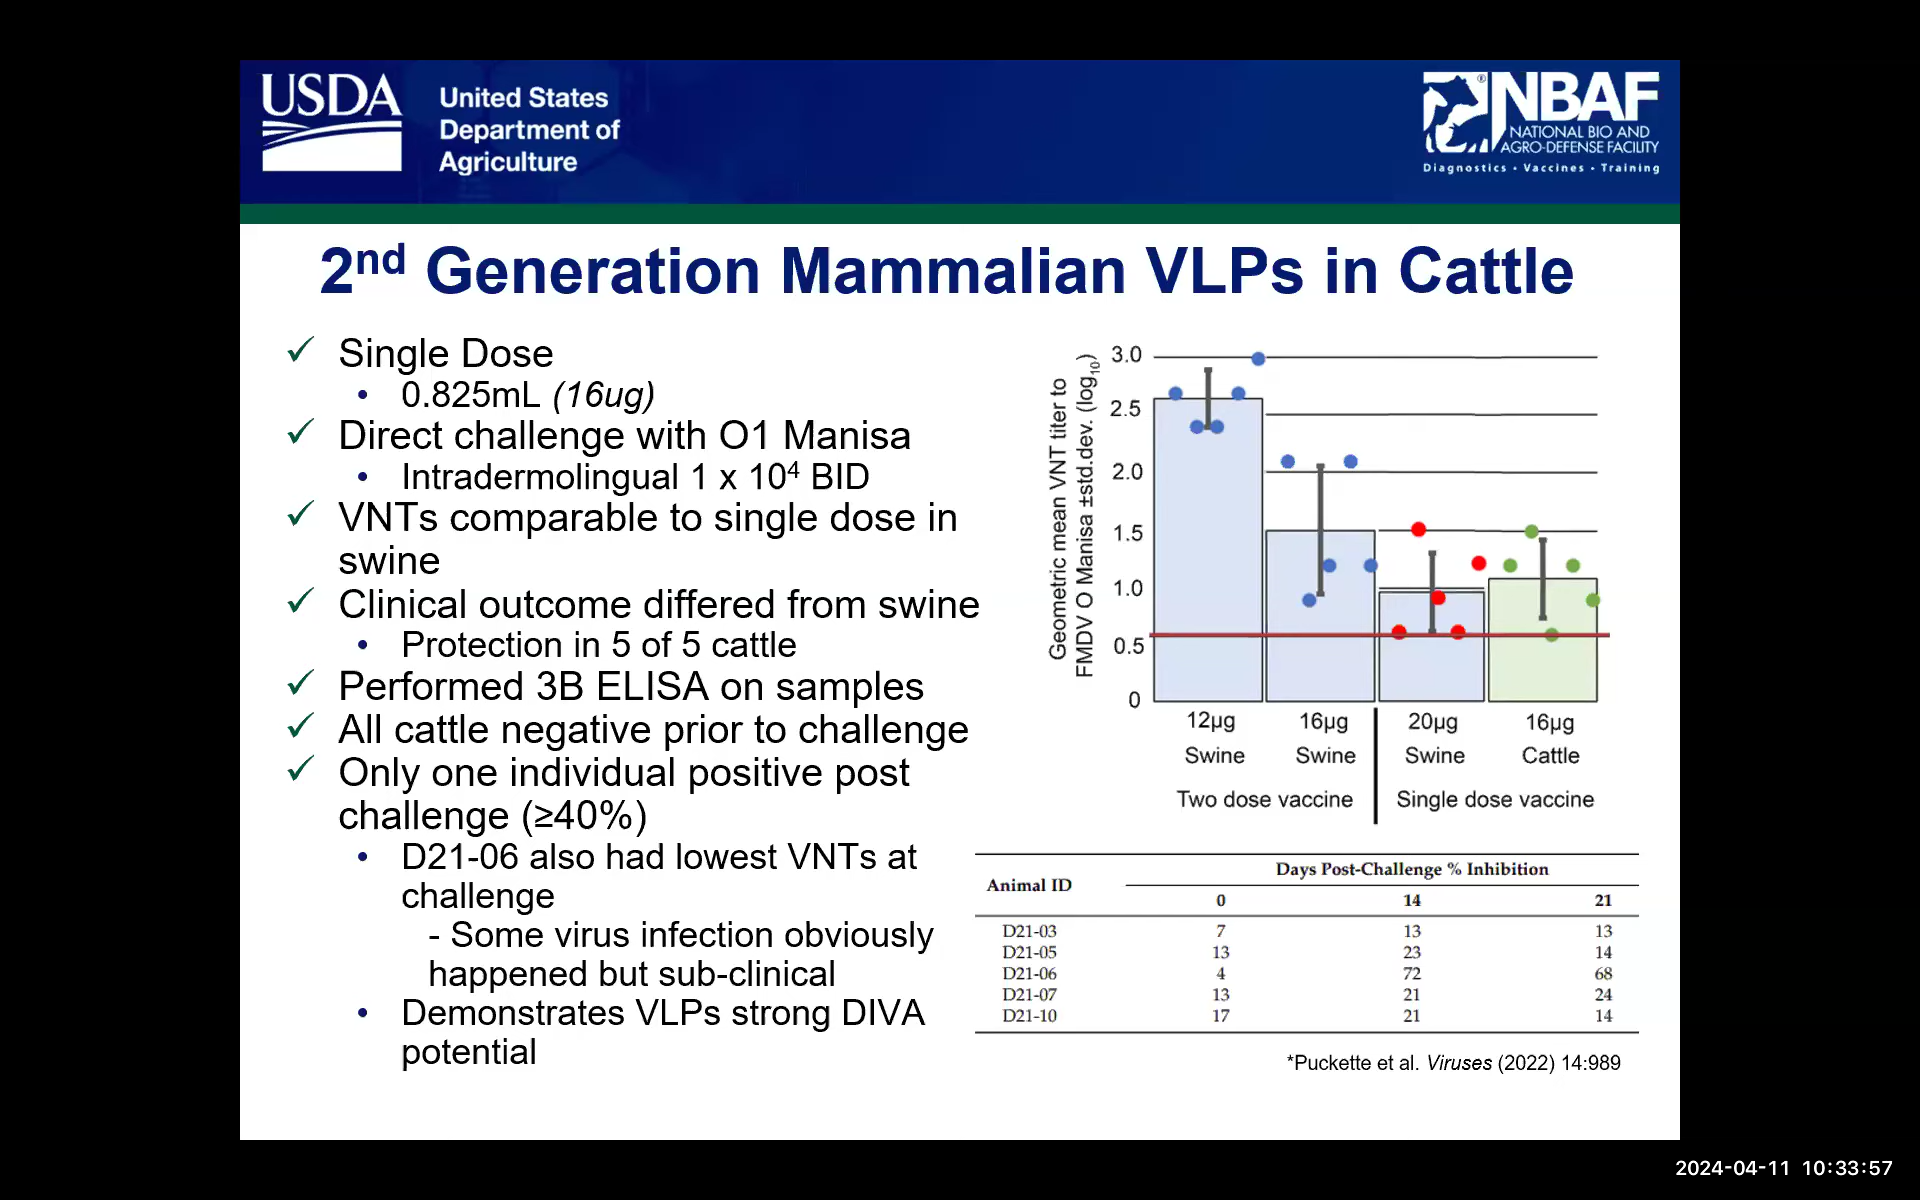 USDA
United States
Department of
Agriculture
®
NBAF
NATIONAL BIO AND
AGRO-DEFENSE FACILITY
Diagnostics • Vaccines • Training
2nd Generation Mammalian VLPs in Cattle
✓ Single Dose
• 0.825mL (16ug)
✓ Direct challenge with O1 Manisa
• Intradermolingual 1 x 10⁴ BID
✓ VNTs comparable to single dose in
swine
✓ Clinical outcome differed from swine
• Protection in 5 of 5 cattle
✓ Performed 3B ELISA on samples
✓ All cattle negative prior to challenge
✓ Only one individual positive post
challenge (≥40%)
• D21-06 also had lowest VNTs at
challenge
- Some virus infection obviously
happened but sub-clinical
• Demonstrates VLPs strong DIVA
potential
Geometric mean VNT titer to
FMDV O Manisa ±std.dev. (log₁₀)
3.0
2.5
2.0
1.5
1.0
0.5
0
12µg 16µg 20µg 16µg
Swine Swine Swine Cattle
Two dose vaccine Single dose vaccine
Days Post-Challenge % Inhibition
Animal ID
0 14 21
D21-03 7 13 13
D21-05 13 23 14
D21-06 4 72 68
D21-07 13 21 24
D21-10 17 21 14
*Puckette et al. Viruses (2022) 14:989
2024-04-11 10:33:57